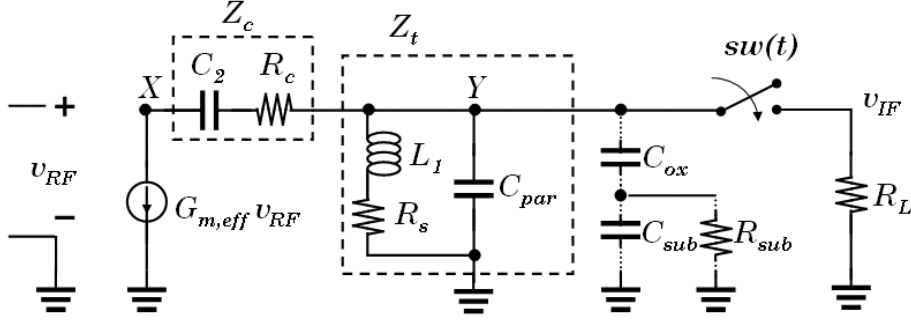 Z_c
Z_t
sw(t)
X
C_2
R_c
Y
v_IF
+
v_RF
−
G_m,eff v_RF
L_1
R_s
C_par
C_ox
C_sub
R_sub
R_L